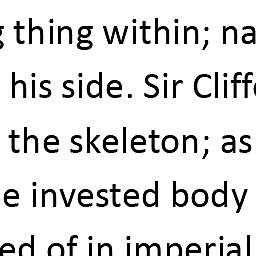 thing within; na
his side. Sir Cliff
the skeleton; as
e invested body
ed of in imperial